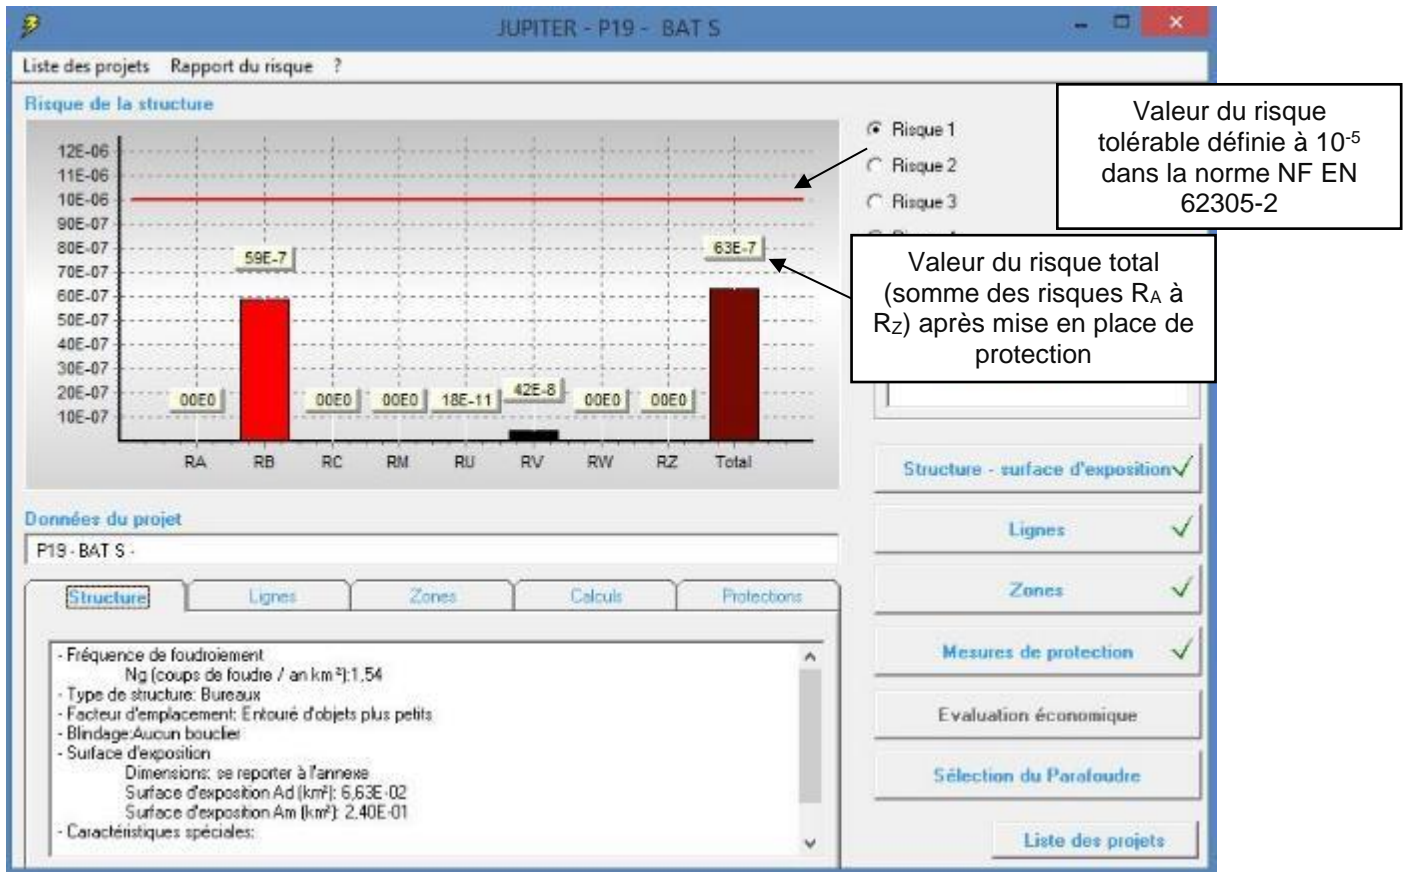 JUPITER - P19 - BAT S
Liste des projets Rapport du risque ?
Risque de la structure
12E-06
11E-06
10E-06
90E-07
80E-07
70E-07
60E-07
50E-07
40E-07
30E-07
20E-07
10E-07
00E0
59E-7
00E0
00E0
18E-11
42E-8
00E0
00E0
63E-7
RA RB RC RM RU RV RW RZ Total
Risque 1
Risque 2
Risque 3
Valeur du risque
tolérable définie à 10-5
dans la norme NF EN
62305-2
Valeur du risque total
(somme des risques RA à
RZ) après mise en place de
protection
Données du projet
P19 - BAT S -
Structure Lignes Zones Calculs Protections
- Fréquence de foudroiement
Ng (coups de foudre / an km²):1,54
- Type de structure: Bureaux
- Facteur d'emplacement: Entouré d'objets plus petits
- Blindage:Aucun bouclier
- Surface d'exposition
Dimensions: se reporter à l'annexe
Surface d'exposition Ad (km²): 6,63E-02
Surface d'exposition Am (km²): 2,40E-01
- Caractéristiques spéciales:
Structure - surface d'exposition
Lignes
Zones
Mesures de protection
Evaluation économique
Sélection du Parafoudre
Liste des projets